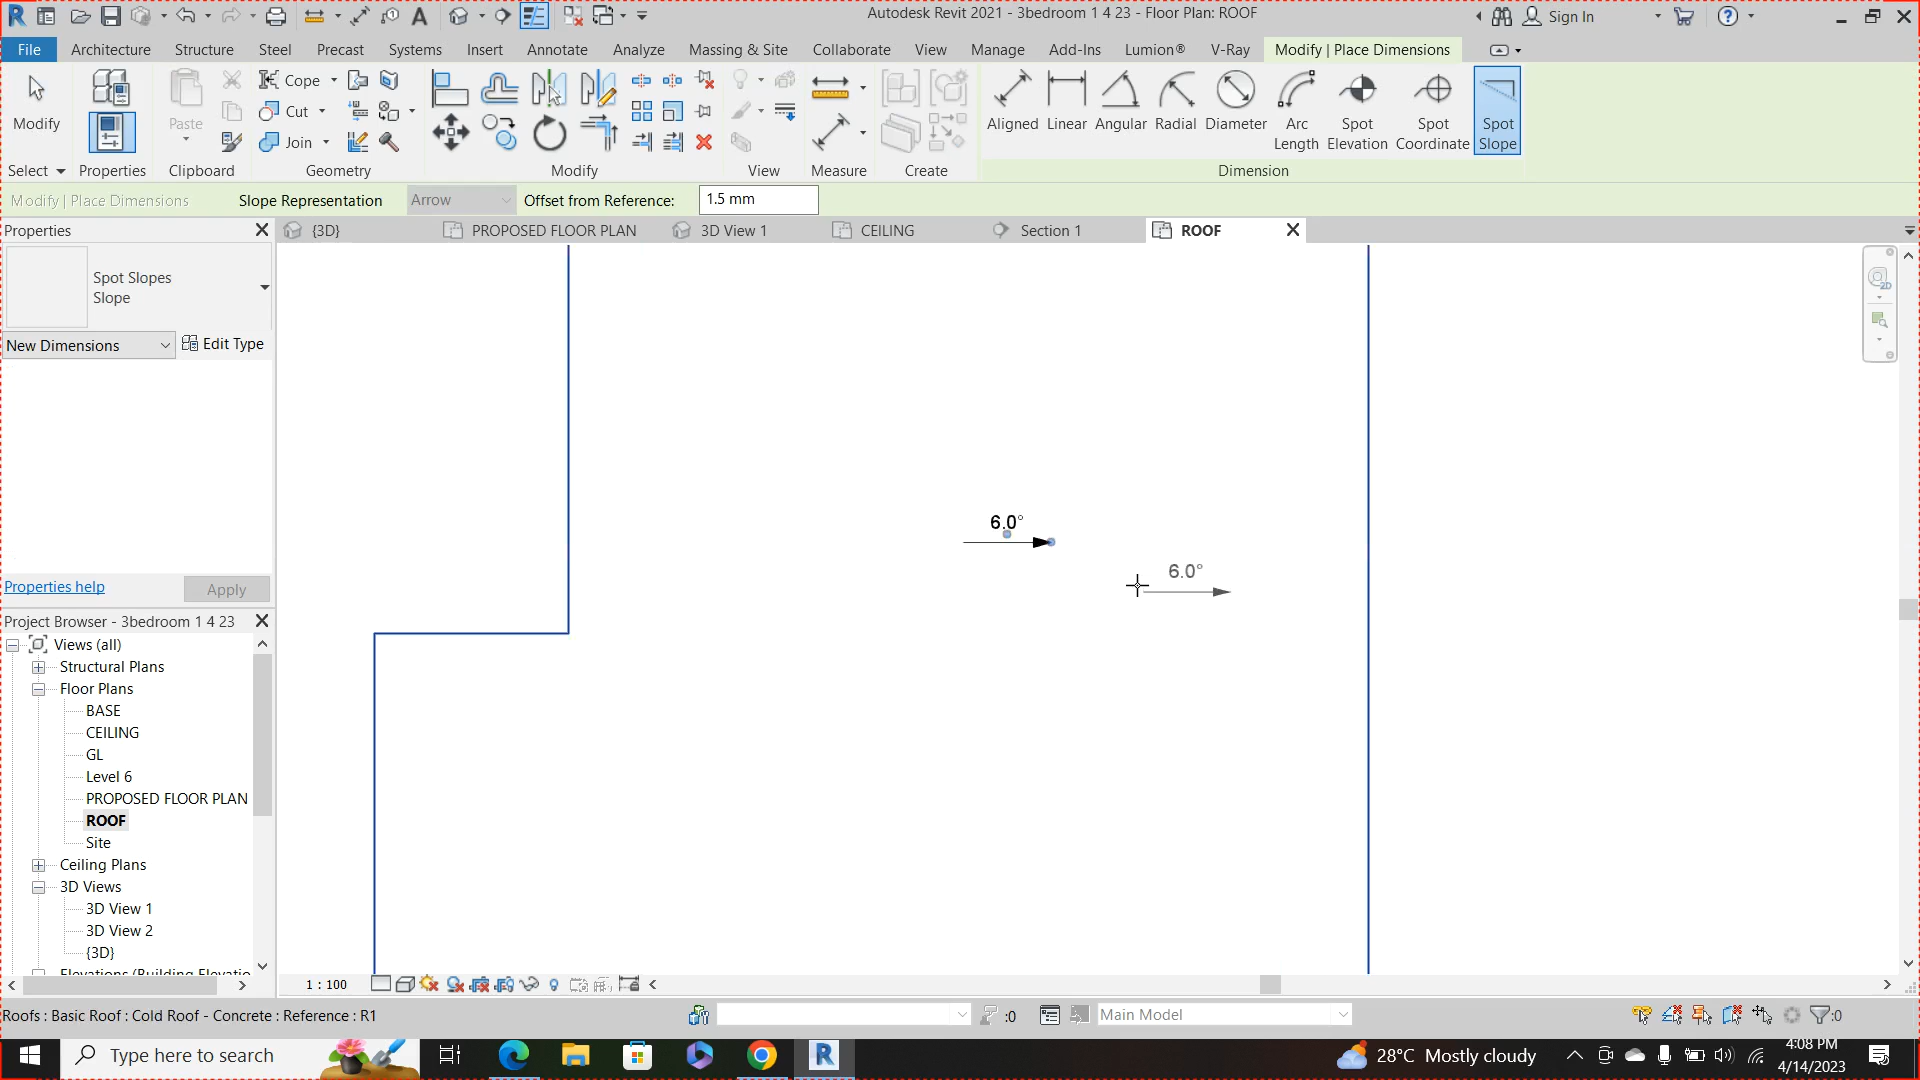 Autodesk Revit 2021 - 3bedroom 1 4 23 - Floor Plan: ROOF
Sign In
File Architecture Structure Steel Precast Systems Insert Annotate Analyze Massing & Site Collaborate View Manage Add-Ins Lumion® V-Ray Modify | Place Dimensions
Modify
Paste
Cope
Cut
Join
Aligned Linear Angular Radial Diameter Arc Length Spot Elevation Spot Coordinate Spot Slope
Select Properties Clipboard Geometry Modify View Measure Create Dimension
Modify | Place Dimensions Slope Representation Arrow Offset from Reference: 1.5 mm
Properties
{3D} PROPOSED FLOOR PLAN 3D View 1 CEILING Section 1 ROOF
Spot Slopes
Slope
New Dimensions Edit Type
6.0°
6.0°
Properties help Apply
Project Browser - 3bedroom 1 4 23
Views (all)
Structural Plans
Floor Plans
BASE
CEILING
GL
Level 6
PROPOSED FLOOR PLAN
ROOF
Site
Ceiling Plans
3D Views
3D View 1
3D View 2
{3D}
Elevations (Building Elevatio
1 : 100
Roofs : Basic Roof : Cold Roof - Concrete : Reference : R1
:0
Main Model
:0
Type here to search
28°C Mostly cloudy
4:08 PM
4/14/2023